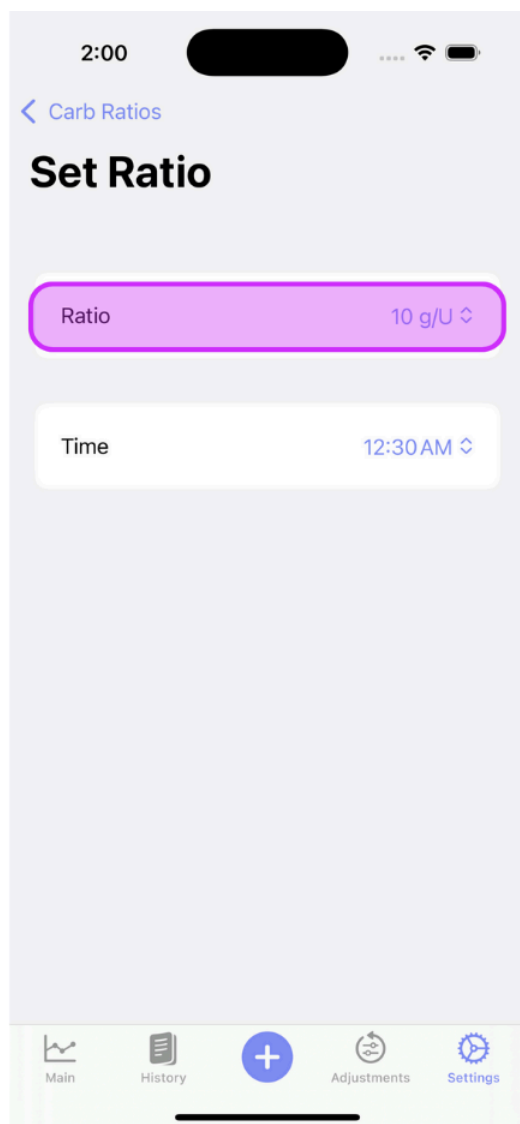 2:00
Carb Ratios
Set Ratio
Ratio 10 g/U
Time 12:30 AM
Main History Adjustments Settings